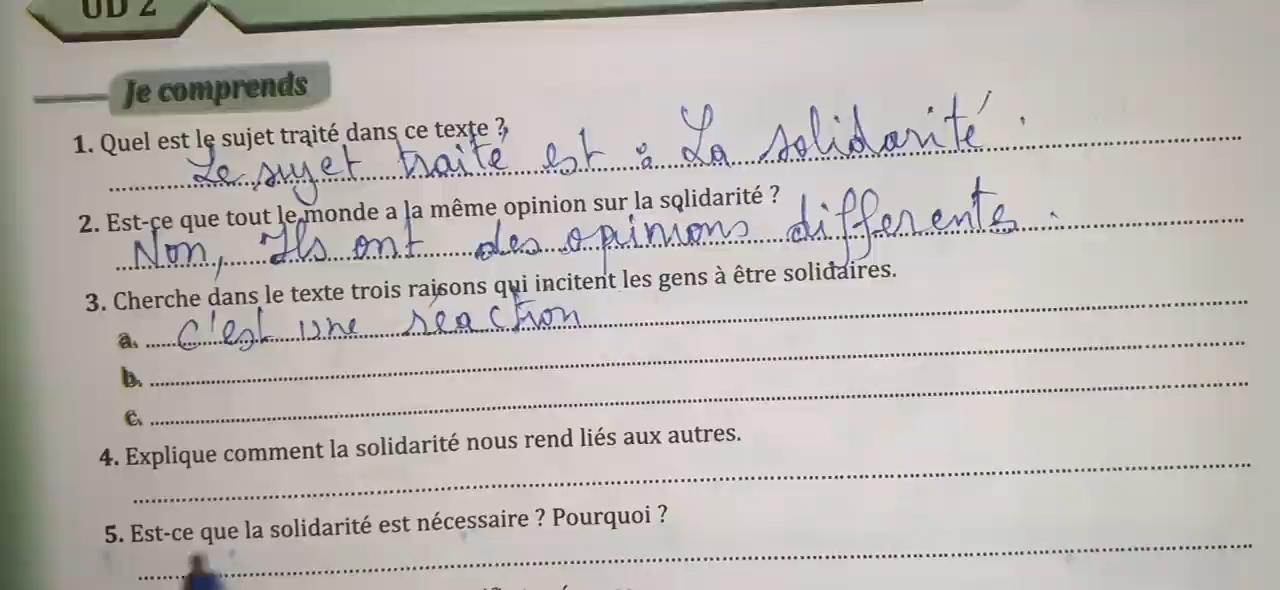 UD 2
Je comprends
1. Quel est le sujet traité dans ce texte ?
Le sujet traité est : La solidarité.
2. Est-ce que tout le monde a la même opinion sur la solidarité ?
Non, Ils ont des opinions differents.
3. Cherche dans le texte trois raisons qui incitent les gens à être solidaires.
a. C'est une réaction
b.
c.
4. Explique comment la solidarité nous rend liés aux autres.
5. Est-ce que la solidarité est nécessaire ? Pourquoi ?